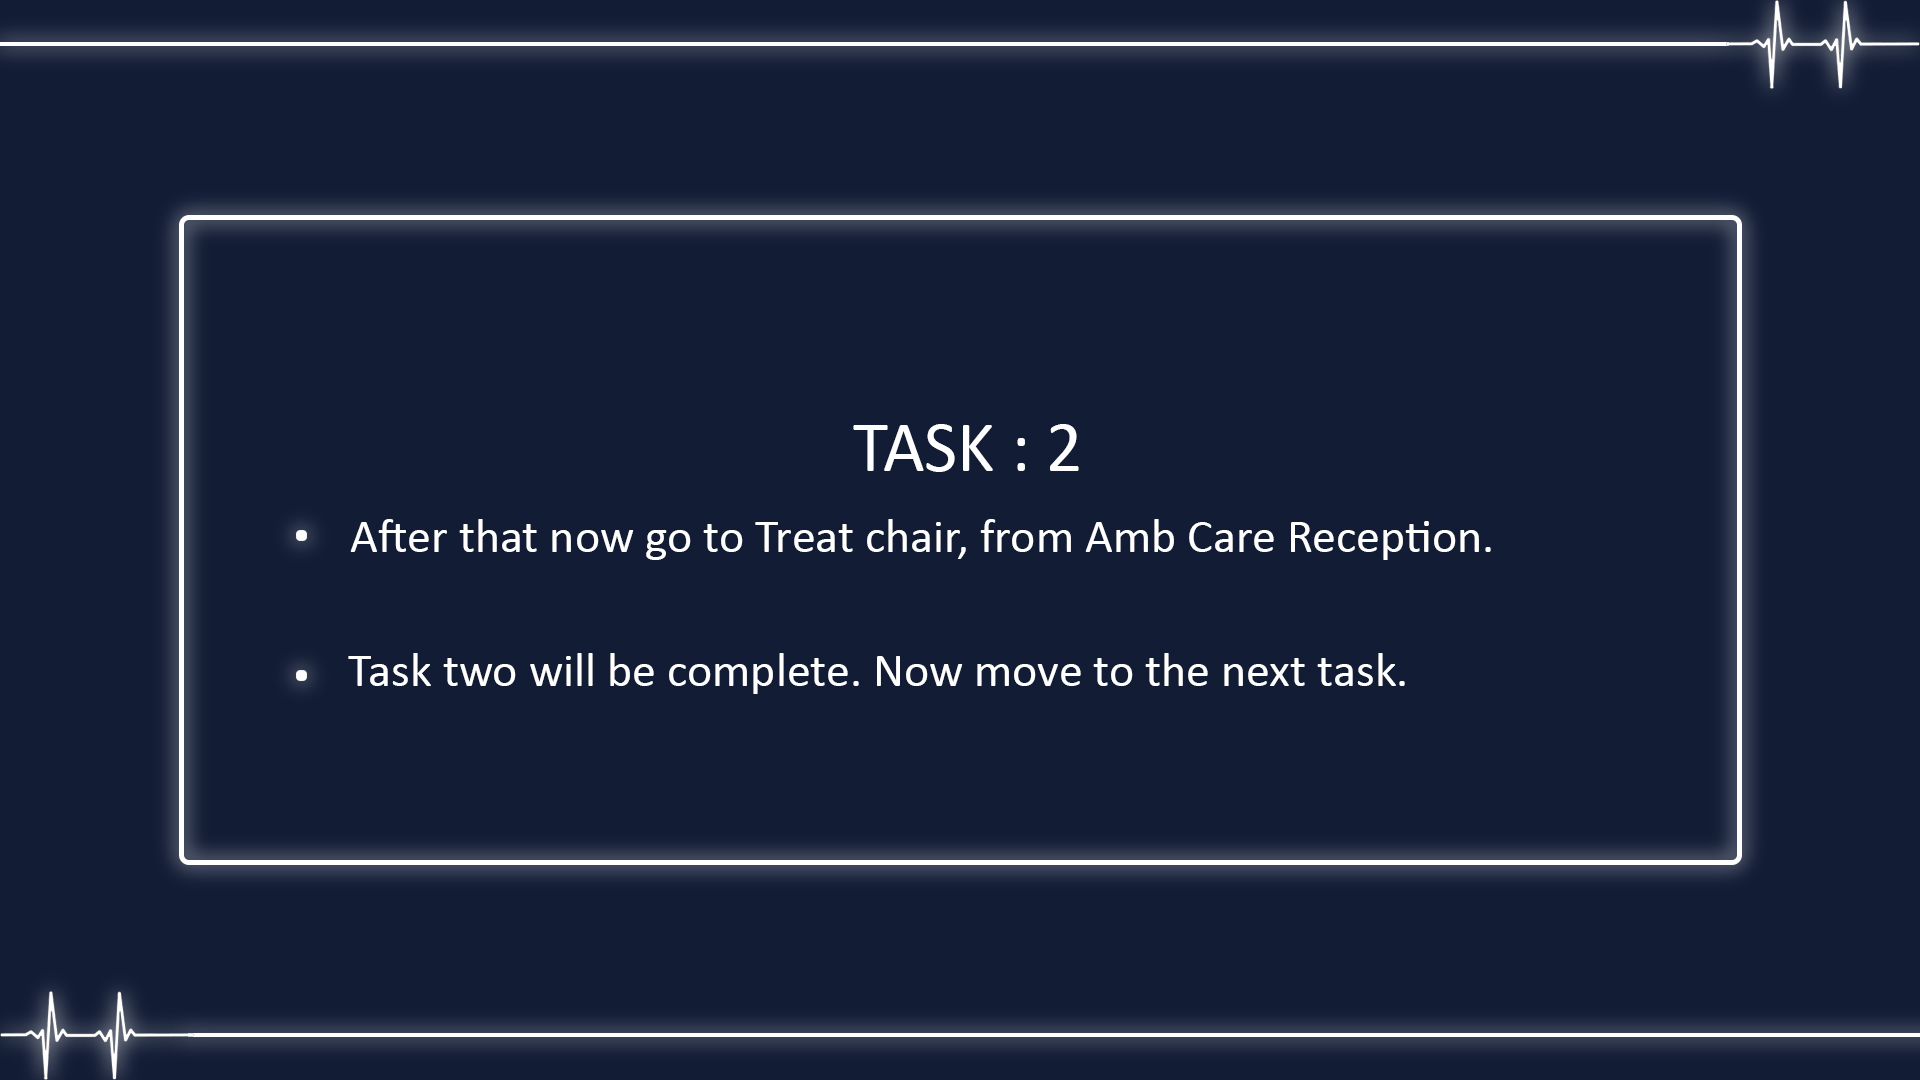 TASK : 2
• After that now go to Treat chair, from Amb Care Reception.
• Task two will be complete. Now move to the next task.